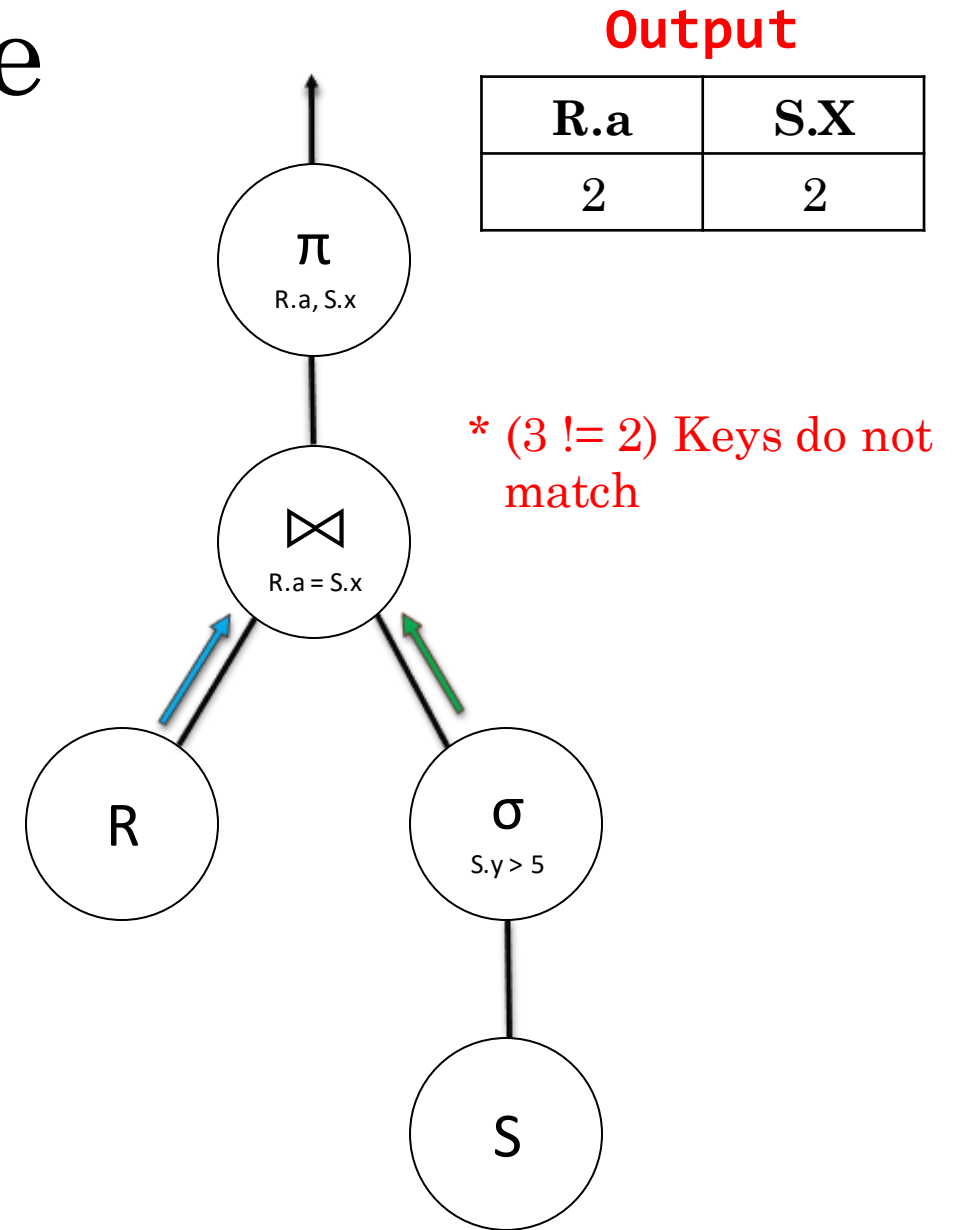 e
Output
R.a S.X
2 2
π
R.a, S.x
* (3 != 2) Keys do not
match
⋈
R.a = S.x
R
σ
S.y > 5
S